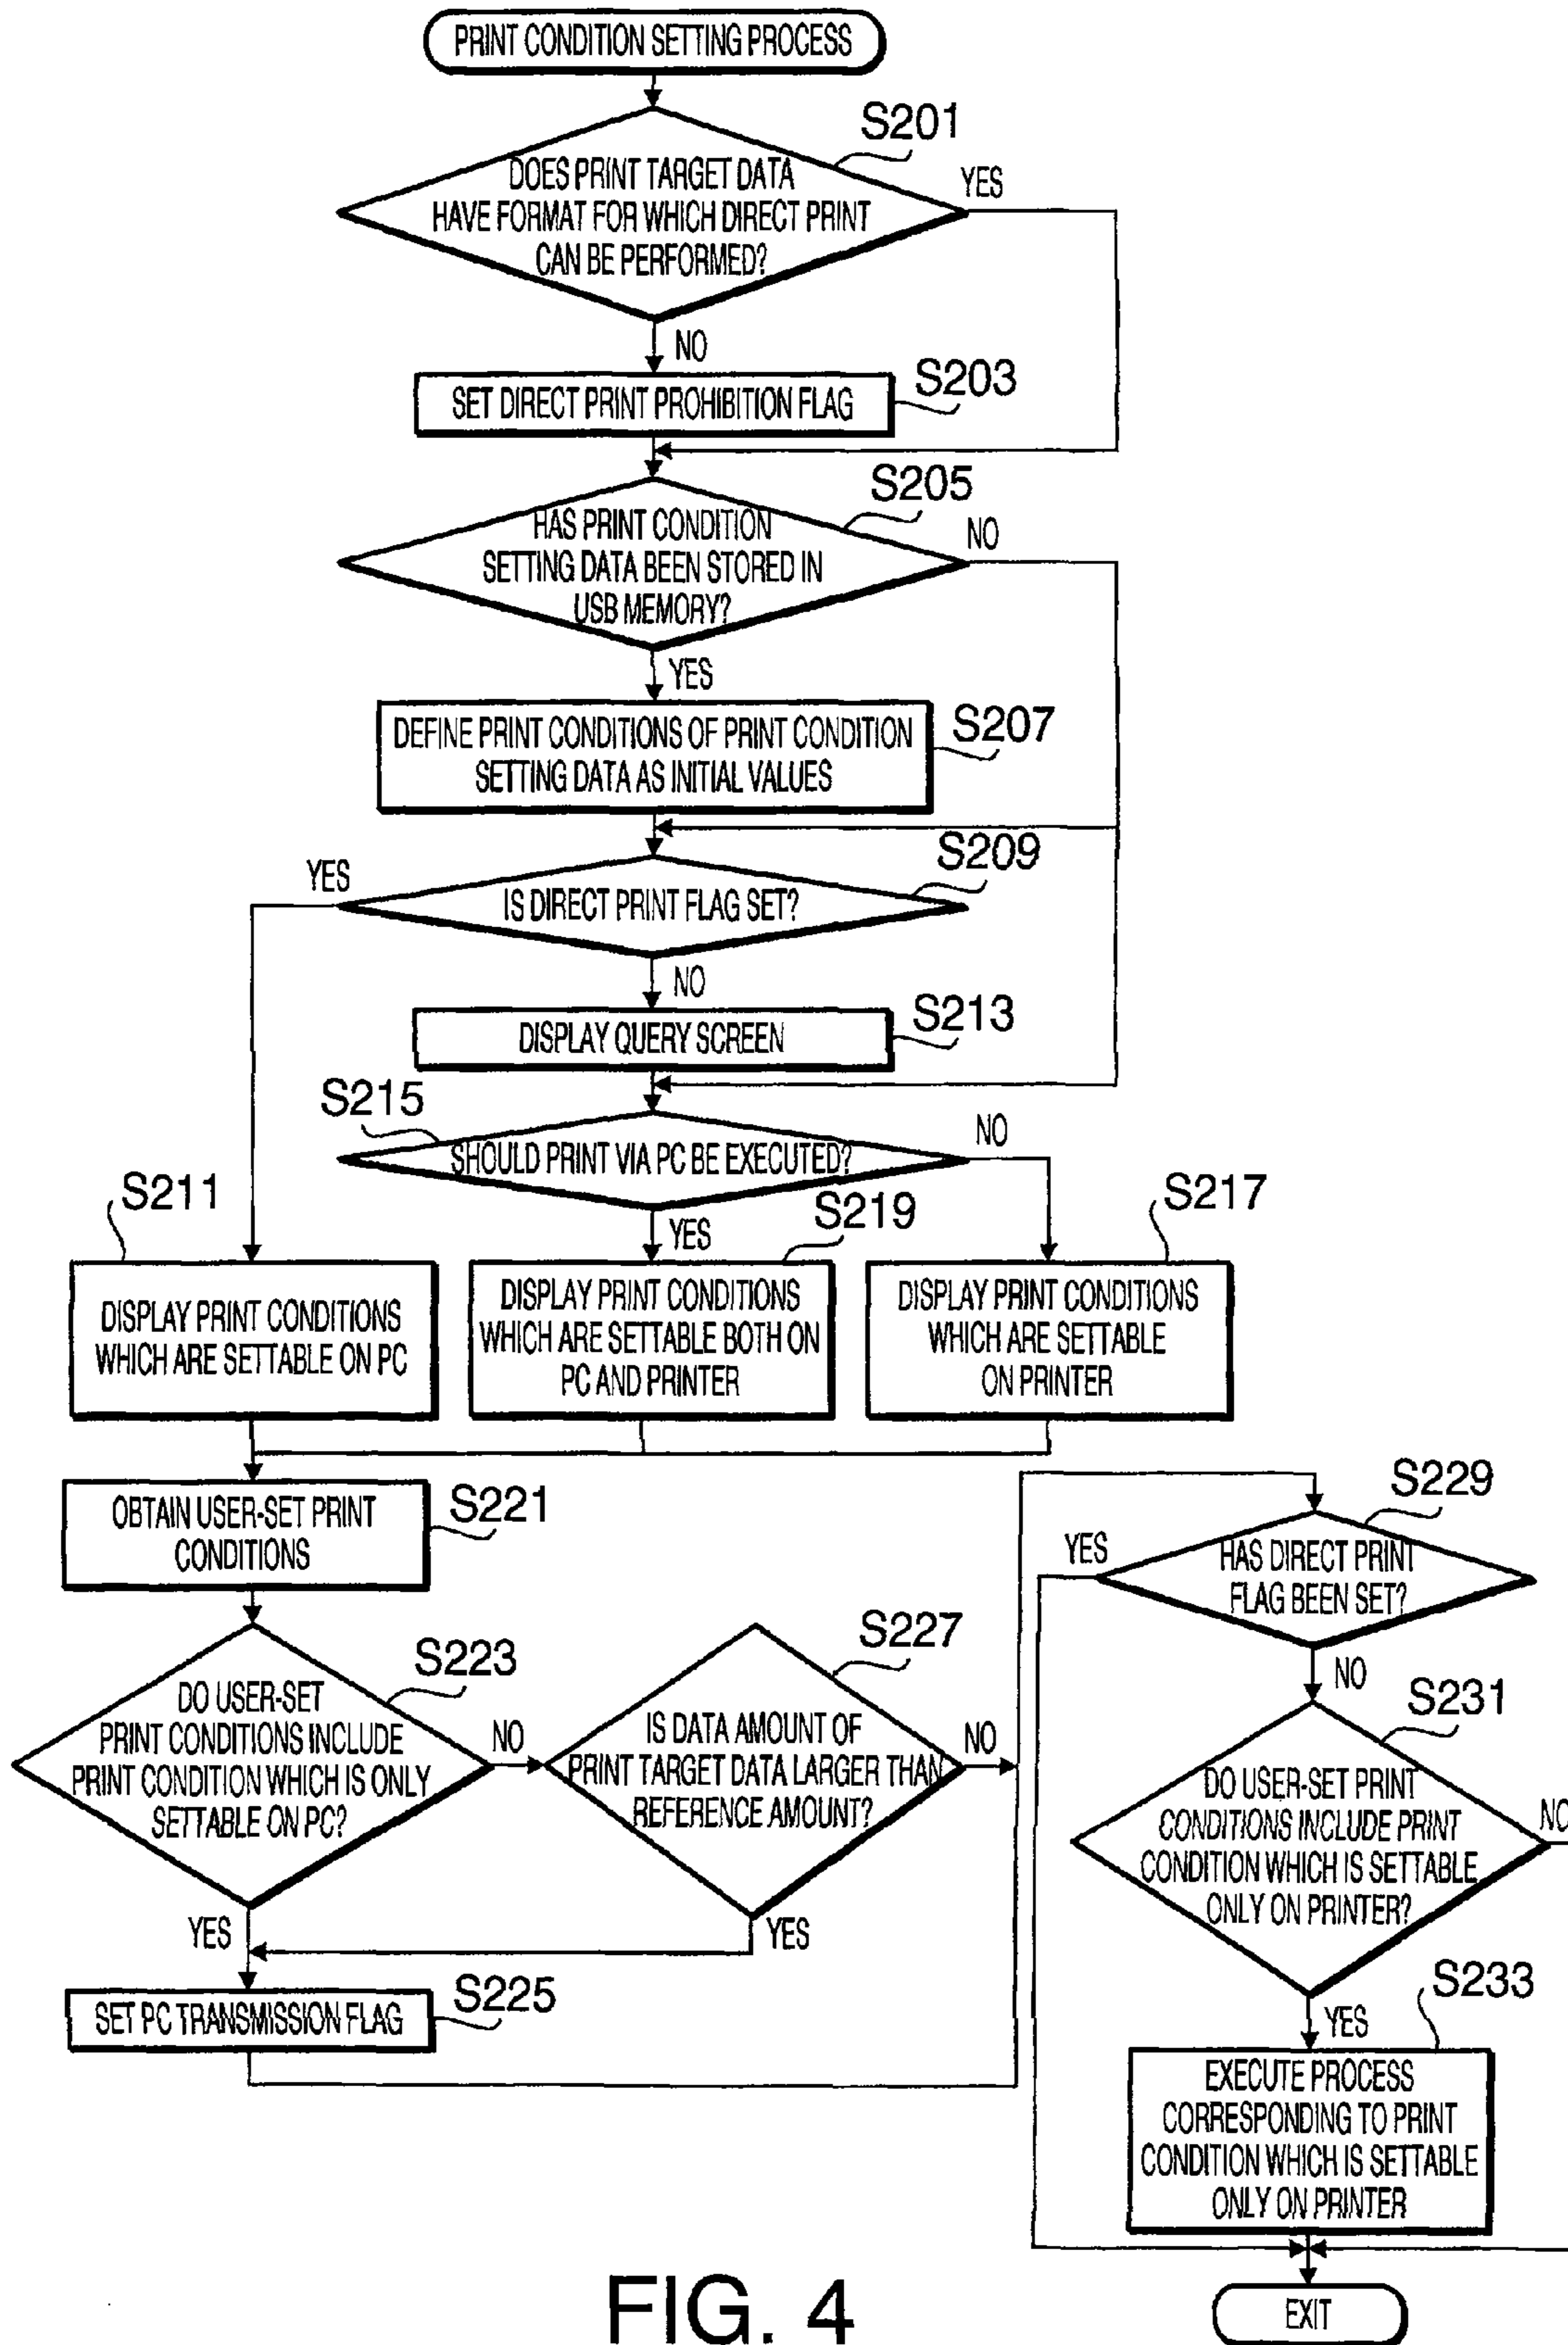 PRINT CONDITION SETTING PROCESS
S201
DOES PRINT TARGET DATA
HAVE FORMAT FOR WHICH DIRECT PRINT
CAN BE PERFORMED?
YES
NO
S203
SET DIRECT PRINT PROHIBITION FLAG
S205
HAS PRINT CONDITION
SETTING DATA BEEN STORED IN
USB MEMORY?
NO
YES
S207
DEFINE PRINT CONDITIONS OF PRINT CONDITION
SETTING DATA AS INITIAL VALUES
S209
YES
IS DIRECT PRINT FLAG SET?
NO
S213
DISPLAY QUERY SCREEN
S215
SHOULD PRINT VIA PC BE EXECUTED?
NO
YES
S211
DISPLAY PRINT CONDITIONS
WHICH ARE SETTABLE ON PC
S219
DISPLAY PRINT CONDITIONS
WHICH ARE SETTABLE BOTH ON
PC AND PRINTER
S217
DISPLAY PRINT CONDITIONS
WHICH ARE SETTABLE
ON PRINTER
S221
OBTAIN USER-SET PRINT
CONDITIONS
S223
DO USER-SET
PRINT CONDITIONS INCLUDE
PRINT CONDITION WHICH IS ONLY
SETTABLE ON PC?
NO
YES
S227
IS DATA AMOUNT OF
PRINT TARGET DATA LARGER THAN
REFERENCE AMOUNT?
NO
YES
S225
SET PC TRANSMISSION FLAG
S229
YES
HAS DIRECT PRINT
FLAG BEEN SET?
NO
S231
DO USER-SET PRINT
CONDITIONS INCLUDE PRINT
CONDITION WHICH IS SETTABLE
ONLY ON PRINTER?
NO
YES
S233
EXECUTE PROCESS
CORRESPONDING TO PRINT
CONDITION WHICH IS SETTABLE
ONLY ON PRINTER
EXIT
FIG. 4